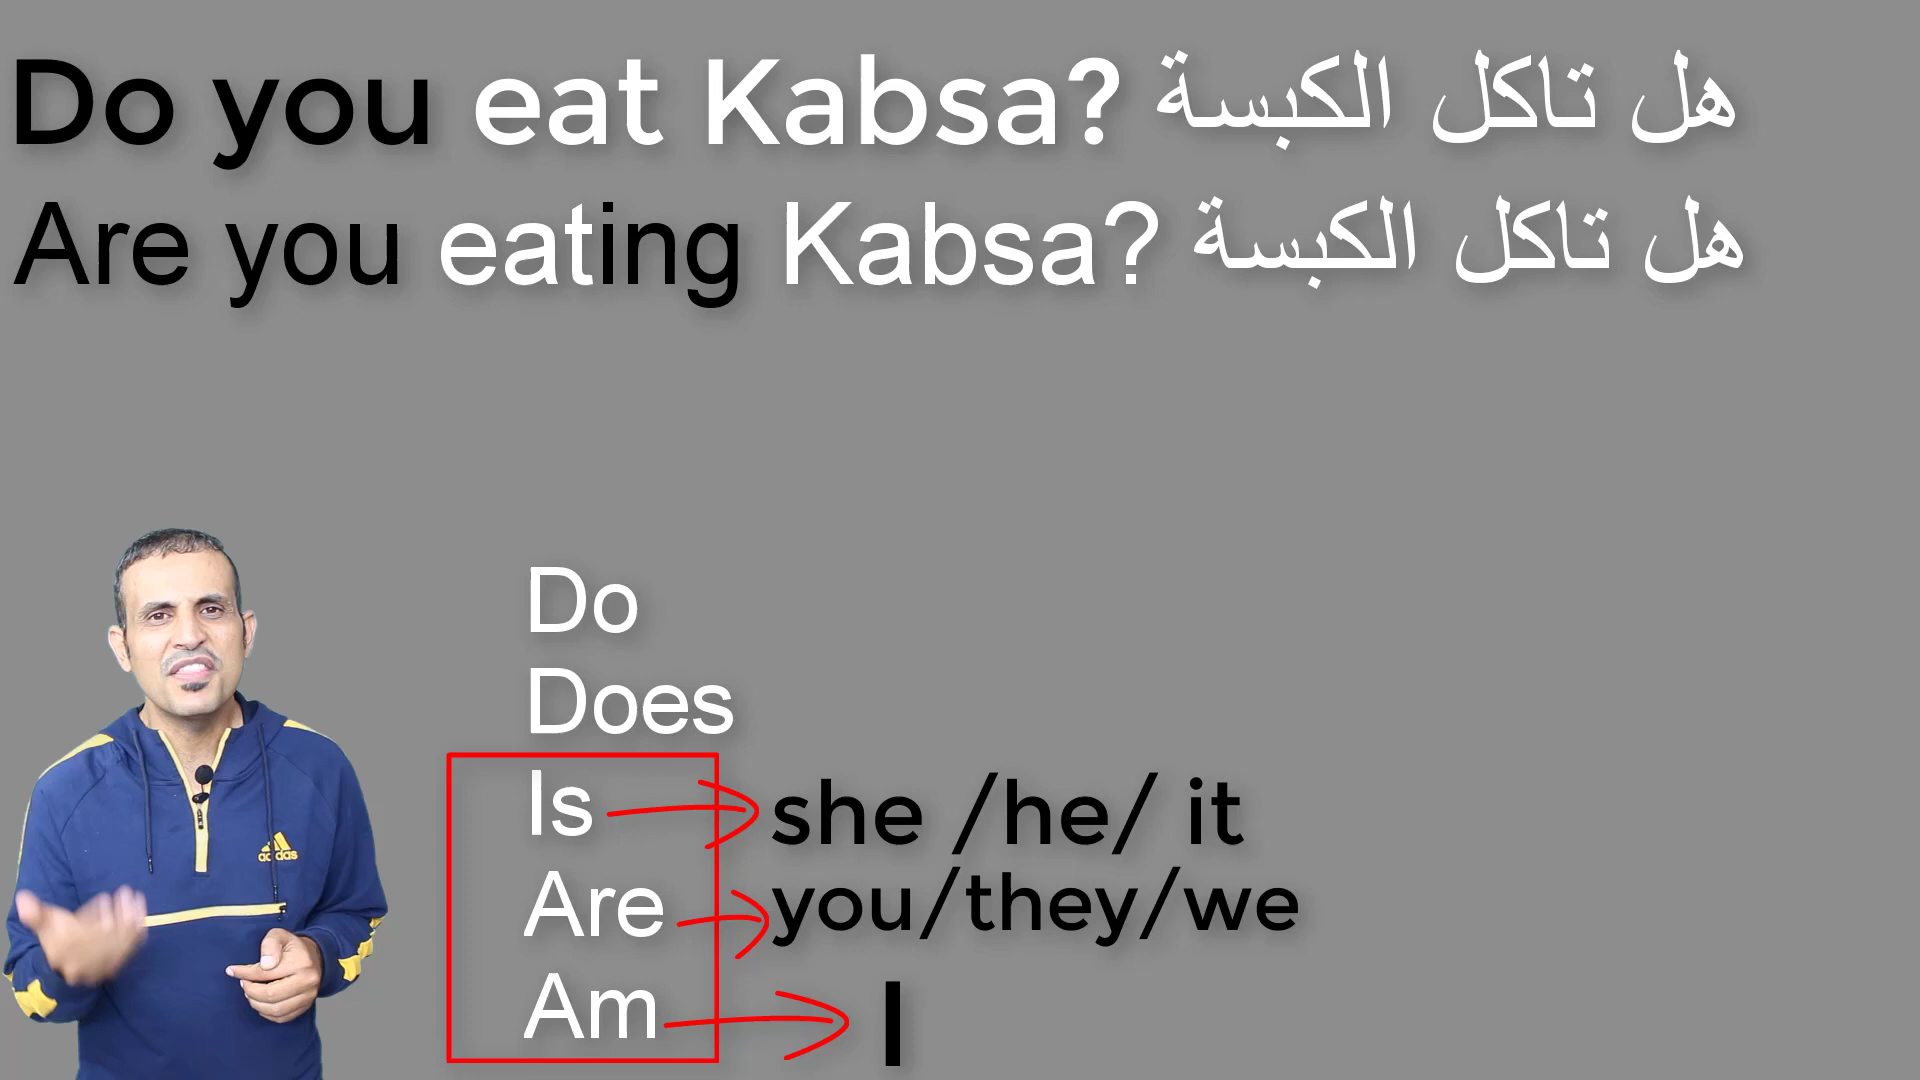 Do you eat Kabsa? هل تاكل الكبسة
Are you eating Kabsa? هل تاكل الكبسة
Do
Does
Is she /he/ it
Are you/they/we
Am I
adidas